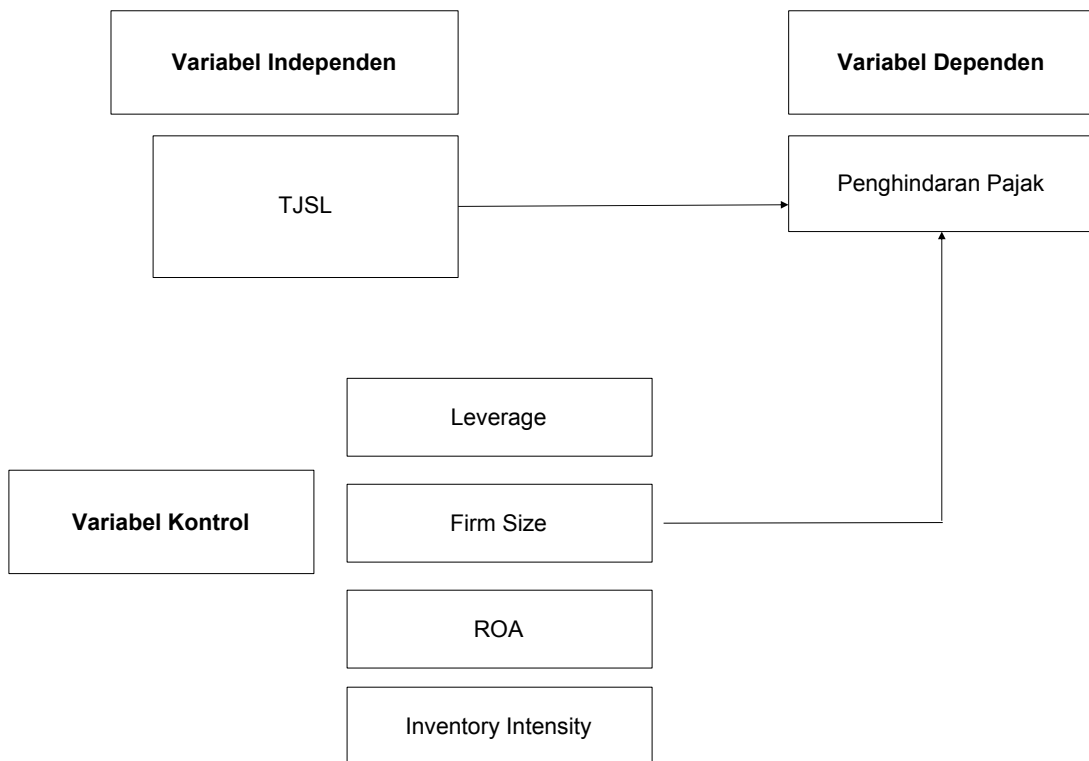 Variabel Independen
Variabel Dependen
TJSL
Penghindaran Pajak
Leverage
Variabel Kontrol
Firm Size
ROA
Inventory Intensity